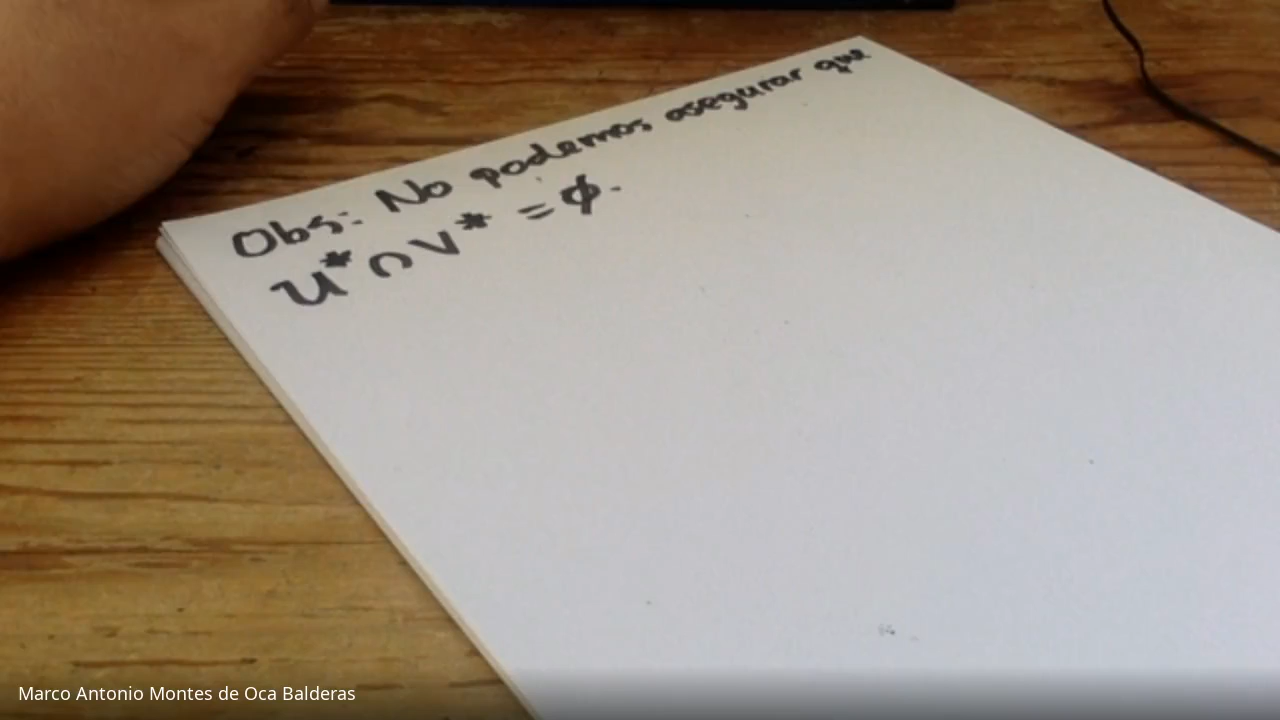 Obs: No podemos asegurar que
U* ∩ V* = ∅.
Marco Antonio Montes de Oca Balderas